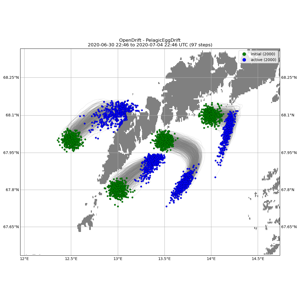 OpenDrift - PelagicEggDrift
2020-06-30 22:46 to 2020-07-04 22:46 UTC (97 steps)
initial (2000)
active (2000)
68.25°N
68.1°N
67.95°N
67.8°N
67.65°N
68.25°N
68.1°N
67.95°N
67.8°N
67.65°N
12°E
12.5°E
13°E
13.5°E
14°E
14.5°E